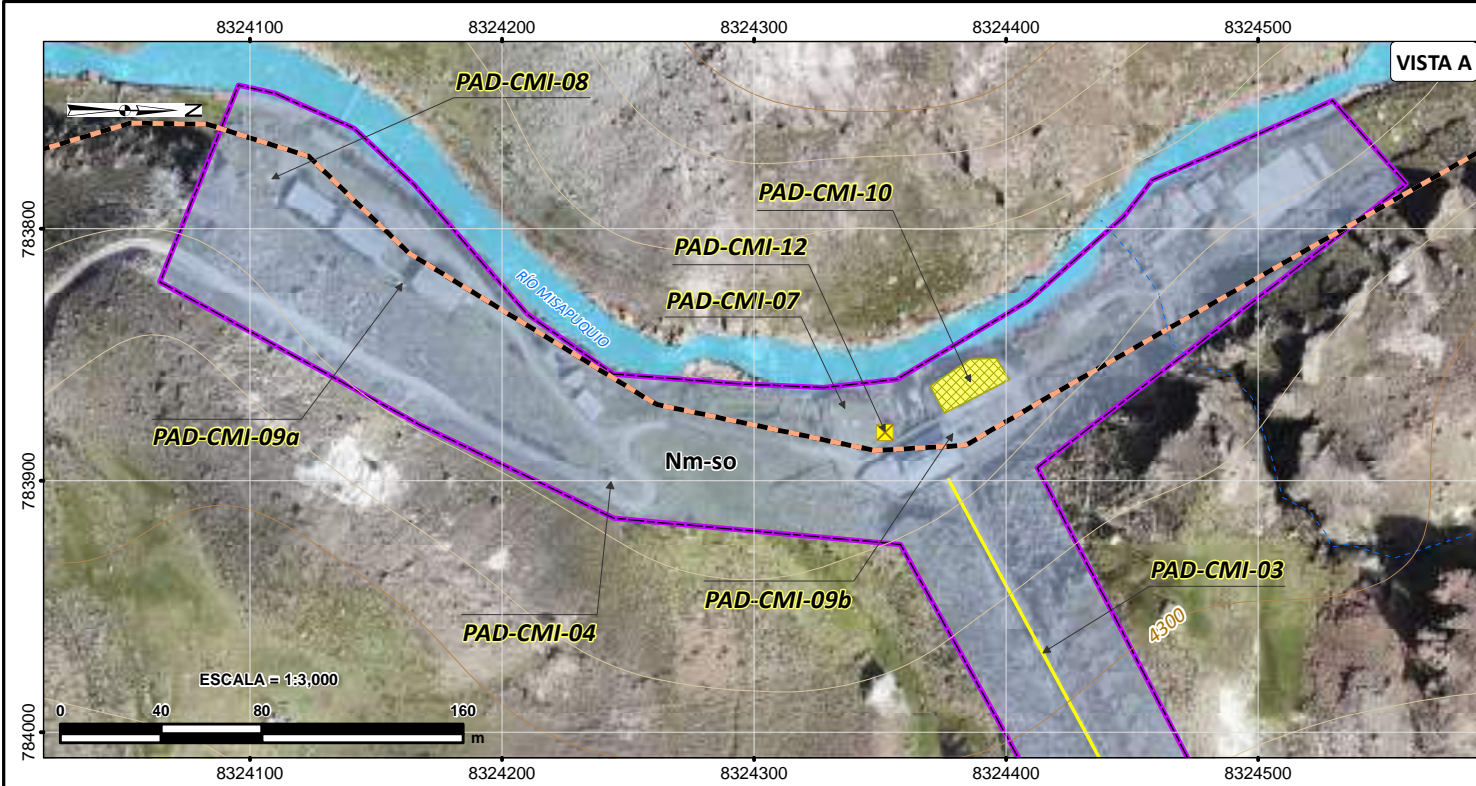 8324100 8324200 8324300 8324400 8324500
VISTA A
PAD-CMI-08
N
PAD-CMI-10
783800
PAD-CMI-12
RÍO MISAPUQUIO
PAD-CMI-07
PAD-CMI-09a
Nm-so
783900
PAD-CMI-03
PAD-CMI-09b
PAD-CMI-04
4300
ESCALA = 1:3,000
0 40 80 160
m
784000
8324100 8324200 8324300 8324400 8324500